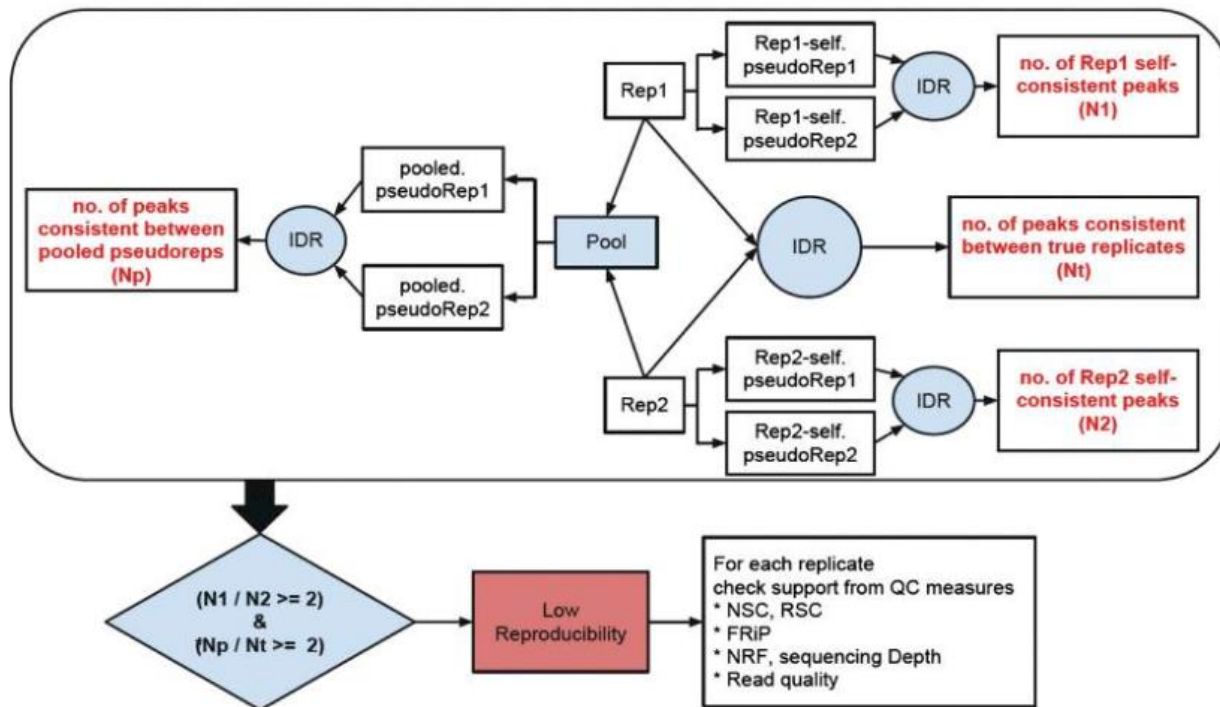 Rep1
Rep1-self.
pseudoRep1
Rep1-self.
pseudoRep2
IDR
no. of Rep1 self-
consistent peaks
(N1)
no. of peaks
consistent between
pooled pseudoreps
(Np)
IDR
pooled.
pseudoRep1
pooled.
pseudoRep2
Pool
IDR
no. of peaks consistent
between true replicates
(Nt)
Rep2
Rep2-self.
pseudoRep1
Rep2-self.
pseudoRep2
IDR
no. of Rep2 self-
consistent peaks
(N2)
(N1 / N2 >= 2)
&
(Np / Nt >= 2)
Low
Reproducibility
For each replicate
check support from QC measures
* NSC, RSC
* FRiP
* NRF, sequencing Depth
* Read quality